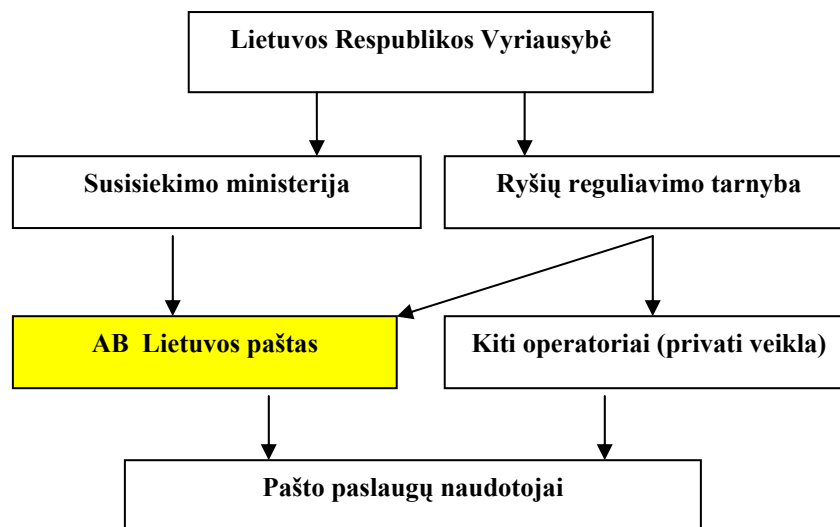 Lietuvos Respublikos Vyriausybė
Susisiekimo ministerija
Ryšių reguliavimo tarnyba
AB Lietuvos paštas
Kiti operatoriai (privati veikla)
Pašto paslaugų naudotojai